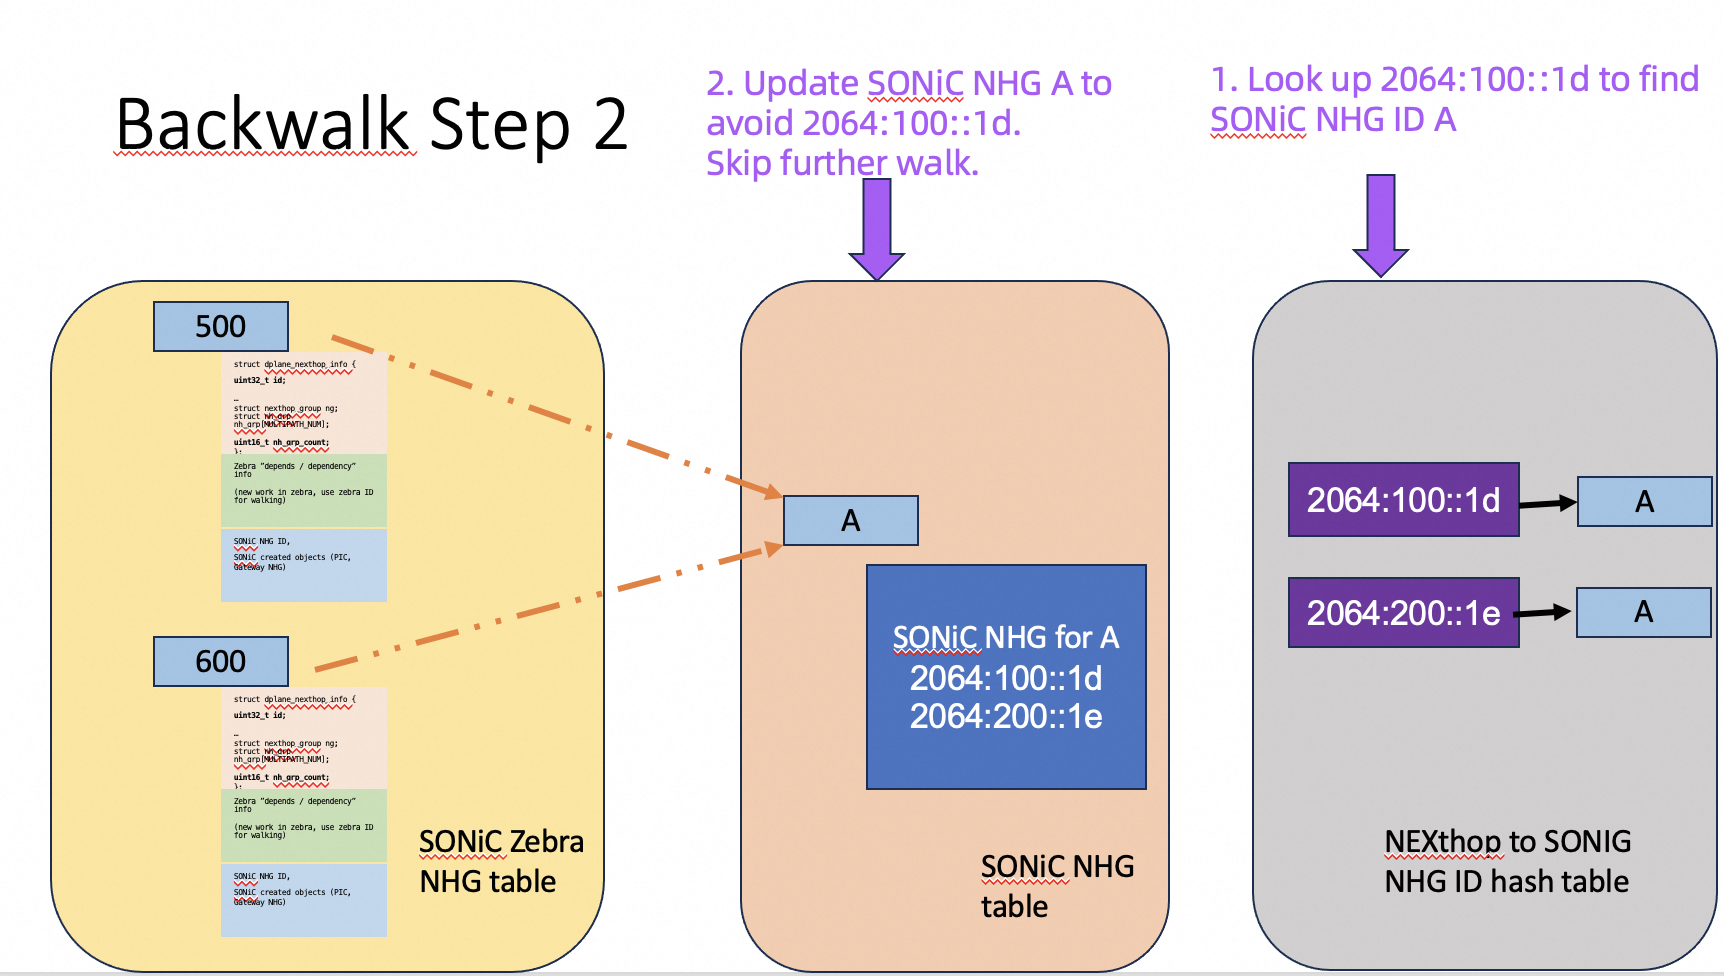 Backwalk Step 2
2. Update SONiC NHG A to
avoid 2064:100::1d.
Skip further walk.
1. Look up 2064:100::1d to find
SONiC NHG ID A
500
struct dplane_nexthop_info {
uint32_t id;
…
struct nexthop_group ng;
struct nh_grp
nh_grp[MULTIPATH_NUM];
uint16_t nh_grp_count;
};
Zebra “depends / dependency”
info
(new work in zebra, use zebra ID
for walking)
SONiC NHG ID,
SONiC created objects (PIC,
Gateway NHG)
600
struct dplane_nexthop_info {
uint32_t id;
…
struct nexthop_group ng;
struct nh_grp
nh_grp[MULTIPATH_NUM];
uint16_t nh_grp_count;
};
Zebra “depends / dependency”
info
(new work in zebra, use zebra ID
for walking)
SONiC NHG ID,
SONiC created objects (PIC,
Gateway NHG)
SONiC Zebra
NHG table
A
SONiC NHG for A
2064:100::1d
2064:200::1e
SONiC NHG
table
2064:100::1d
A
2064:200::1e
A
NEXthop to SONIG
NHG ID hash table